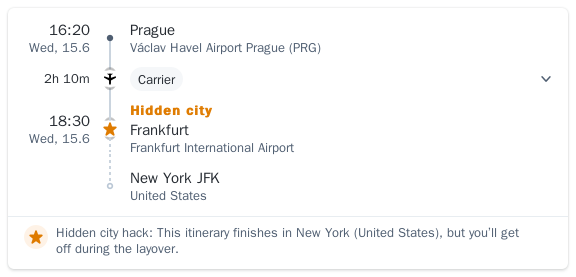 16:20
Prague
Wed, 15.6
Václav Havel Airport Prague (PRG)
2h 10m
Carrier
Hidden city
18:30
Frankfurt
Wed, 15.6
Frankfurt International Airport
New York JFK
United States
Hidden city hack: This itinerary finishes in New York (United States), but you’ll get
off during the layover.